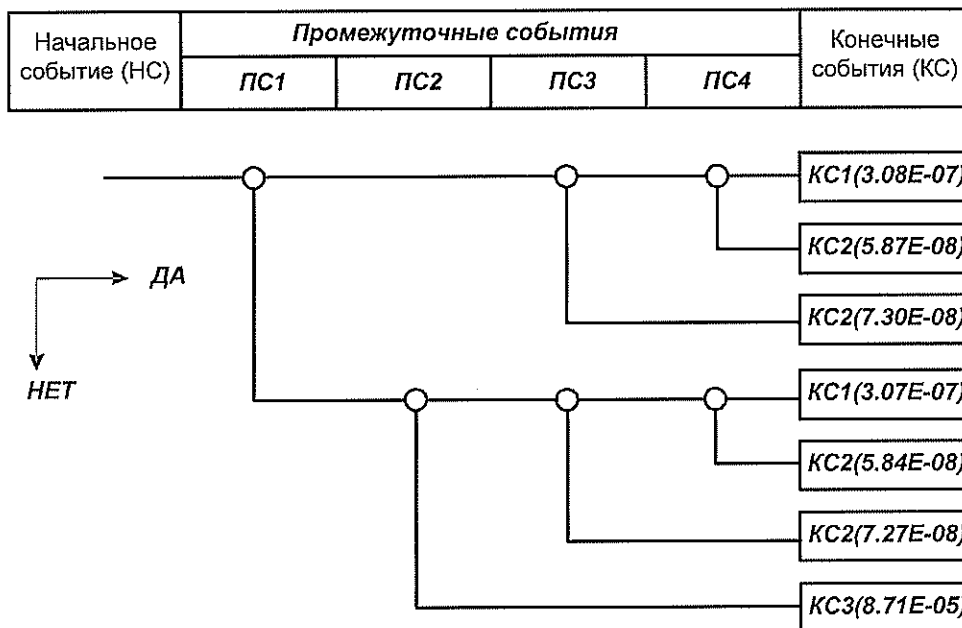 Начальное событие (НС)
Промежуточные события
Конечные события (КС)
ПС1 ПС2 ПС3 ПС4
КС1(3.08E-07)
КС2(5.87E-08)
ДА
КС2(7.30E-08)
НЕТ
КС1(3.07E-07)
КС2(5.84E-08)
КС2(7.27E-08)
КС3(8.71E-05)